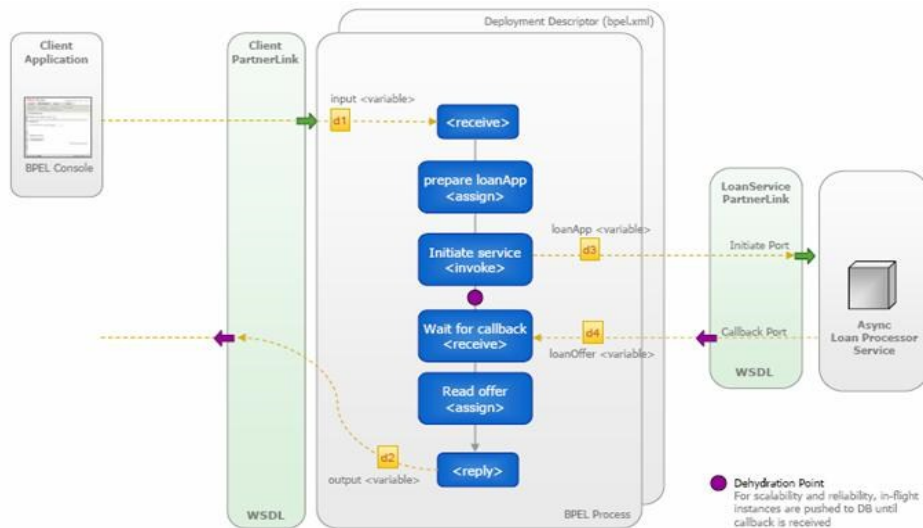 Deployment Descriptor (bpel.xml)
Client
Application
BPEL Console
Client
PartnerLink
input <variable>
d1
<receive>
prepare loanApp
<assign>
Initiate service
<invoke>
loanApp <variable>
d3
LoanService
PartnerLink
Initiate Port
Wait for callback
<receive>
d4
loanOffer <variable>
Callback Port
Async
Loan Processor
Service
WSDL
Read offer
<assign>
d2
output <variable>
<reply>
WSDL
BPEL Process
Dehydration Point
For scalability and reliability, in-flight
instances are pushed to DB until
callback is received